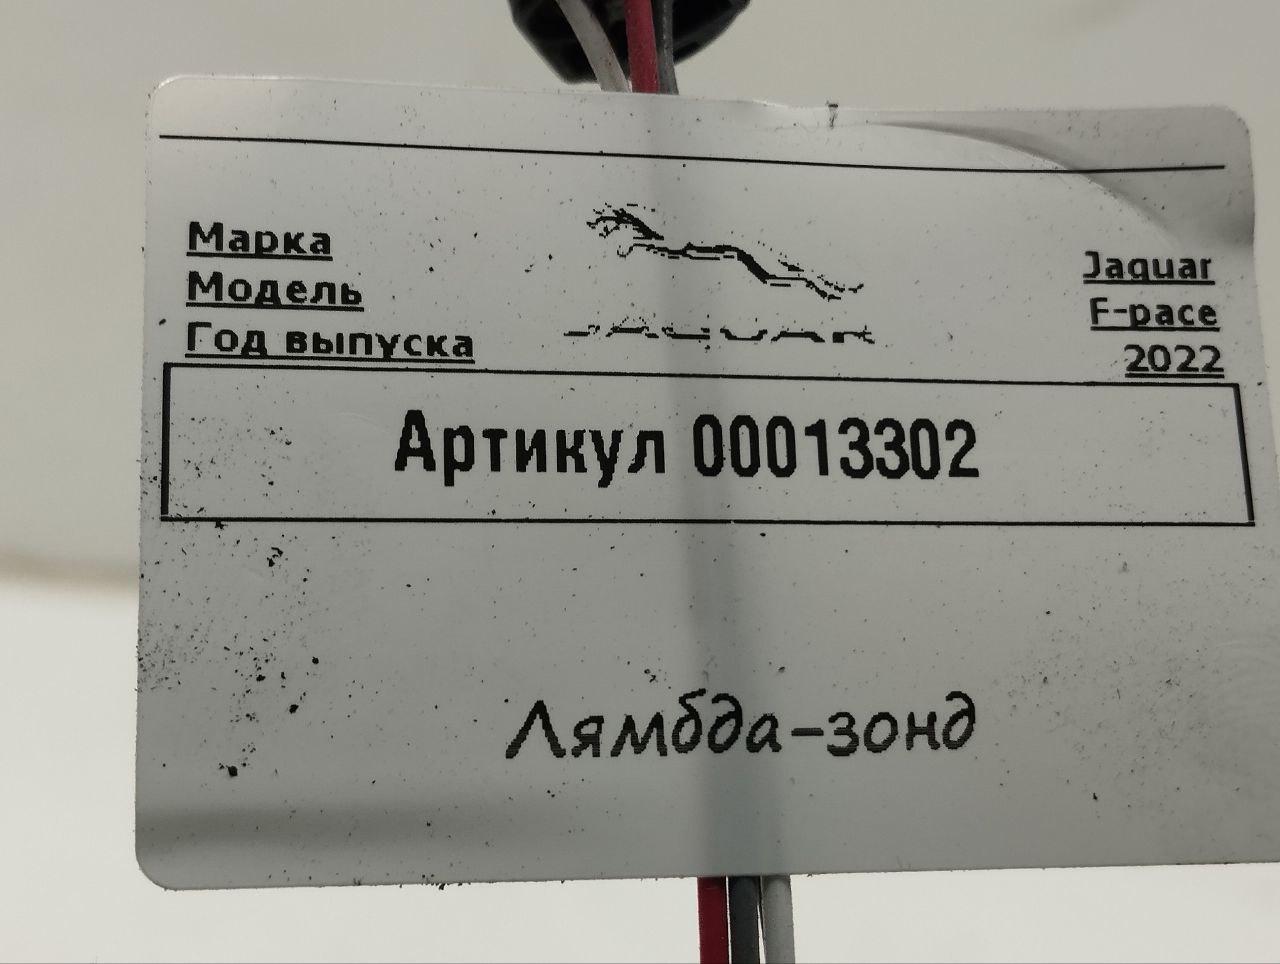 Марка
Модель
Год выпуска
JAGUAR
Jaguar
F-pace
2022
Артикул 00013302
Лямбда-зонд